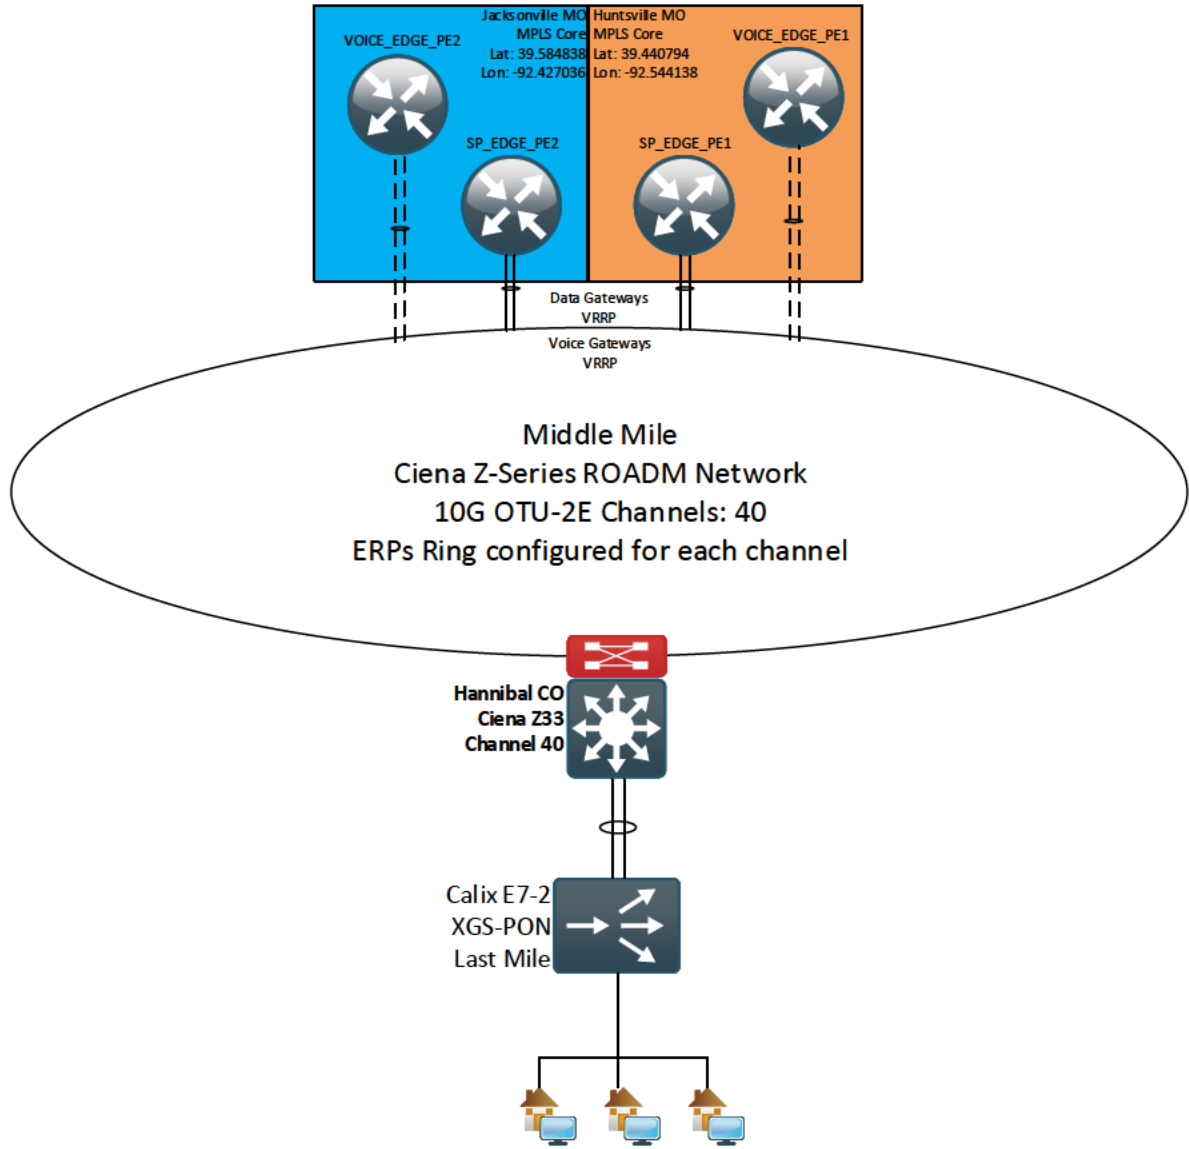 Jacksonville MO
MPLS Core
Lat: 39.584838
Lon: -92.427036
Huntsville MO
MPLS Core
Lat: 39.440794
Lon: -92.544138
VOICE_EDGE_PE2
VOICE_EDGE_PE1
SP_EDGE_PE2
SP_EDGE_PE1
Data Gateways
VRRP
Voice Gateways
VRRP
Middle Mile
Ciena Z-Series ROADM Network
10G OTU-2E Channels: 40
ERPs Ring configured for each channel
Hannibal CO
Ciena Z33
Channel 40
Calix E7-2
XGS-PON
Last Mile